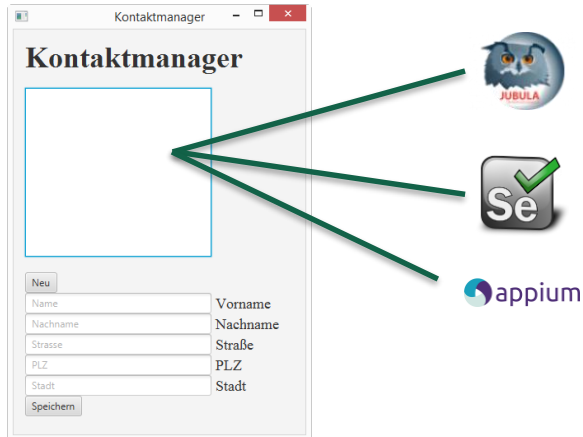 Kontaktmanager
Kontaktmanager
Neu
Name Vorname
Nachname Nachname
Strasse Straße
PLZ PLZ
Stadt Stadt
Speichern
JUBULA
Se
appium